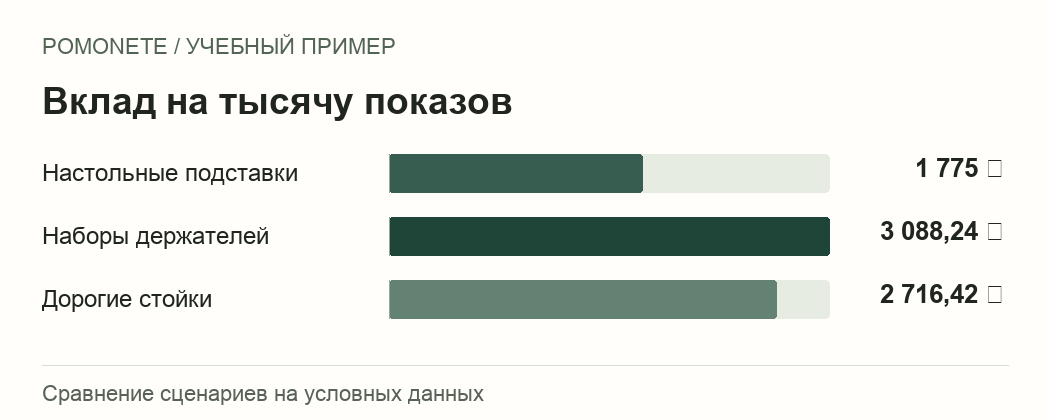 POMONETE / УЧЕБНЫЙ ПРИМЕР
Вклад на тысячу показов
Настольные подставки 1 775 □
Наборы держателей 3 088,24 □
Дорогие стойки 2 716,42 □
Сравнение сценариев на условных данных